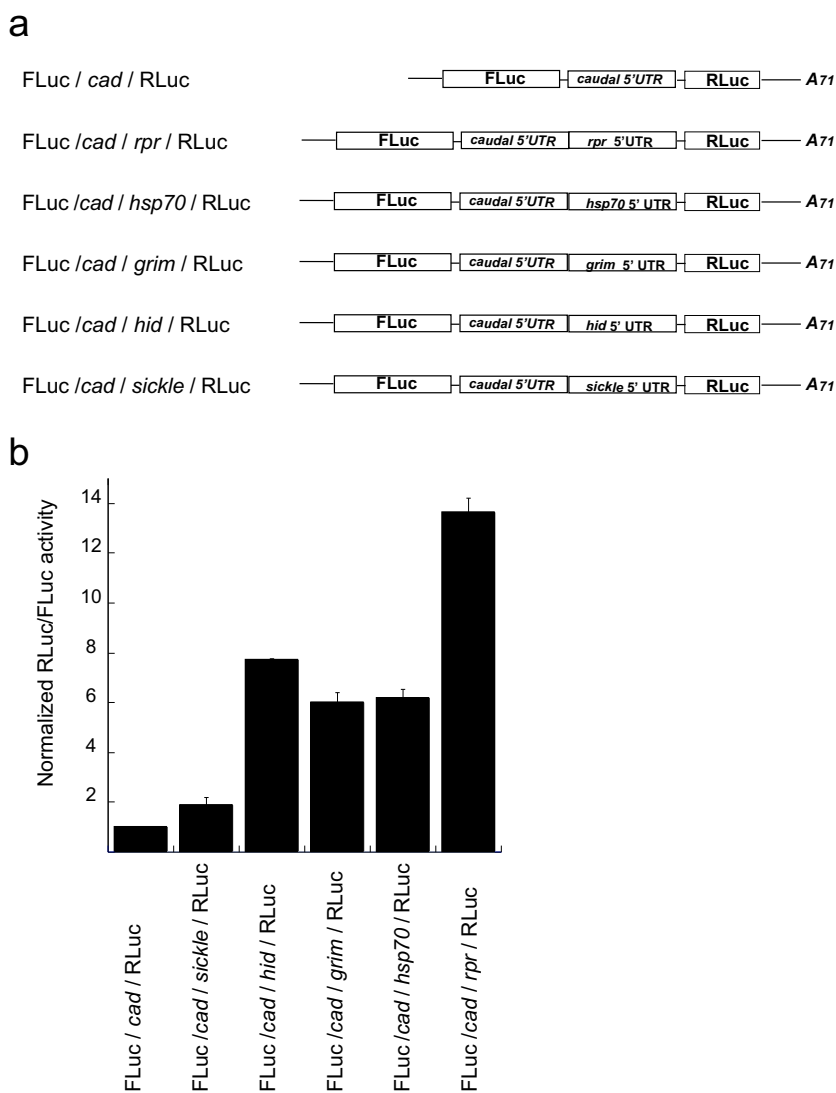 a
FLuc / cad / RLuc FLuc caudal 5'UTR RLuc A71
FLuc /cad / rpr / RLuc FLuc caudal 5'UTR rpr 5'UTR RLuc A71
FLuc /cad / hsp70 / RLuc FLuc caudal 5'UTR hsp70 5' UTR RLuc A71
FLuc /cad / grim / RLuc FLuc caudal 5'UTR grim 5' UTR RLuc A71
FLuc /cad / hid / RLuc FLuc caudal 5'UTR hid 5' UTR RLuc A71
FLuc /cad / sickle / RLuc FLuc caudal 5'UTR sickle 5' UTR RLuc A71
b
Normalized RLuc/FLuc activity
14
12
10
8
6
4
2
FLuc / cad / RLuc
FLuc /cad / sickle / RLuc
FLuc /cad / hid / RLuc
FLuc /cad / grim / RLuc
FLuc /cad / hsp70 / RLuc
FLuc /cad / rpr / RLuc